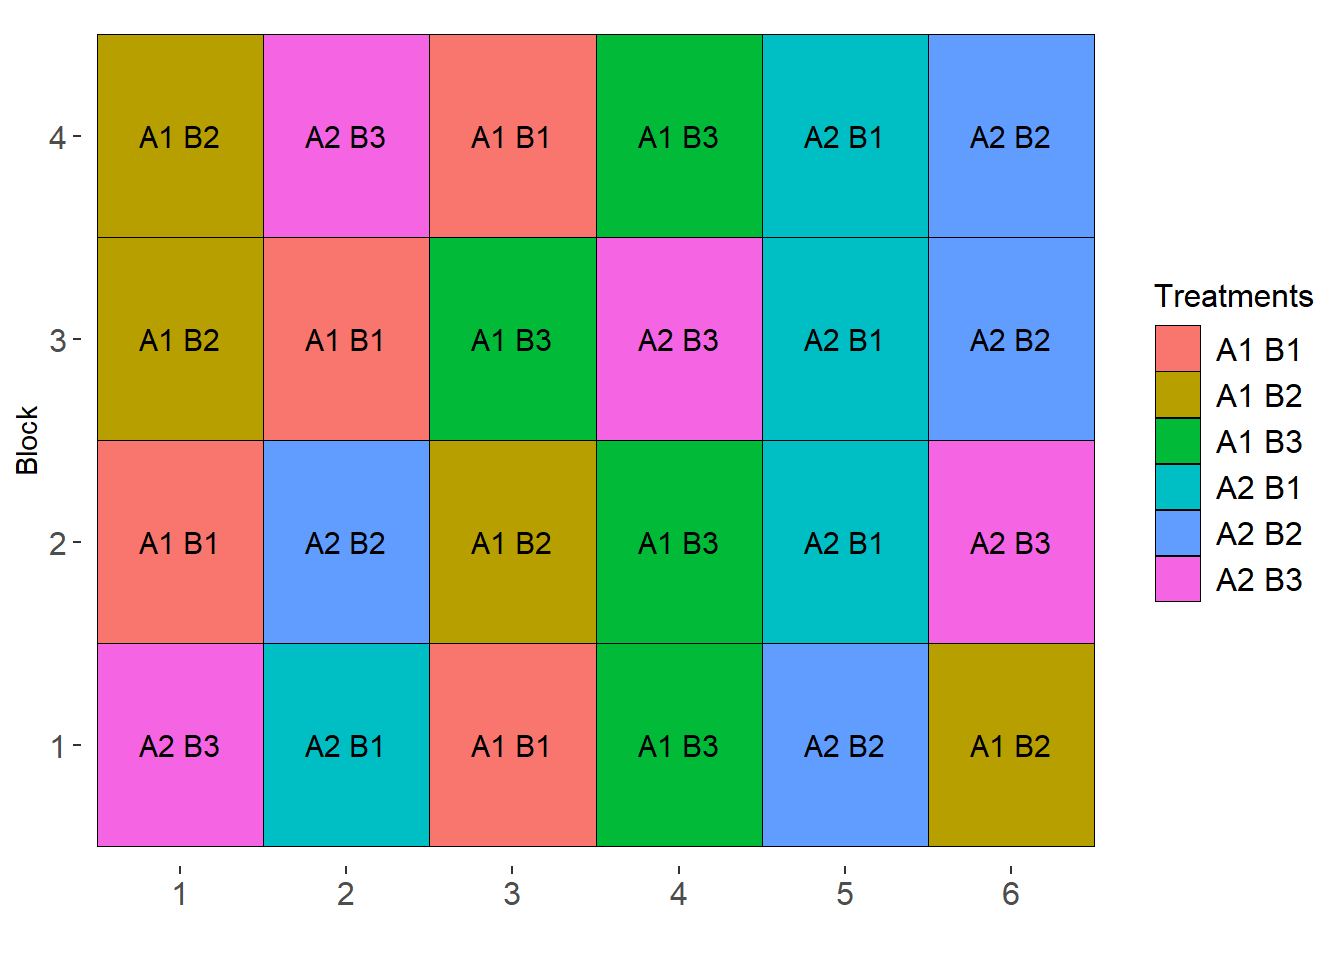 4
A1 B2 A2 B3 A1 B1 A1 B3 A2 B1 A2 B2
3
A1 B2 A1 B1 A1 B3 A2 B3 A2 B1 A2 B2
2
A1 B1 A2 B2 A1 B2 A1 B3 A2 B1 A2 B3
1
A2 B3 A2 B1 A1 B1 A1 B3 A2 B2 A1 B2
1 2 3 4 5 6
Block
Treatments
A1 B1
A1 B2
A1 B3
A2 B1
A2 B2
A2 B3